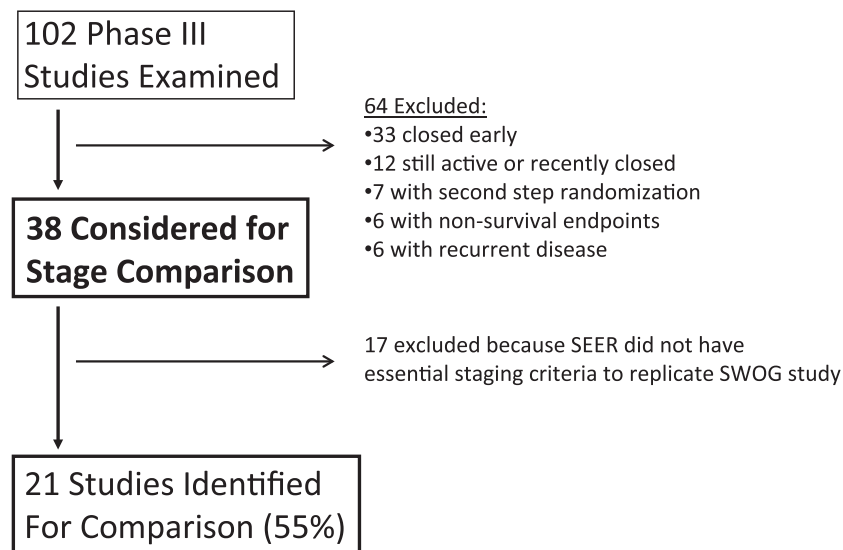 102 Phase III
Studies Examined
64 Excluded:
•33 closed early
•12 still active or recently closed
•7 with second step randomization
•6 with non-survival endpoints
•6 with recurrent disease
38 Considered for
Stage Comparison
17 excluded because SEER did not have
essential staging criteria to replicate SWOG study
21 Studies Identified
For Comparison (55%)